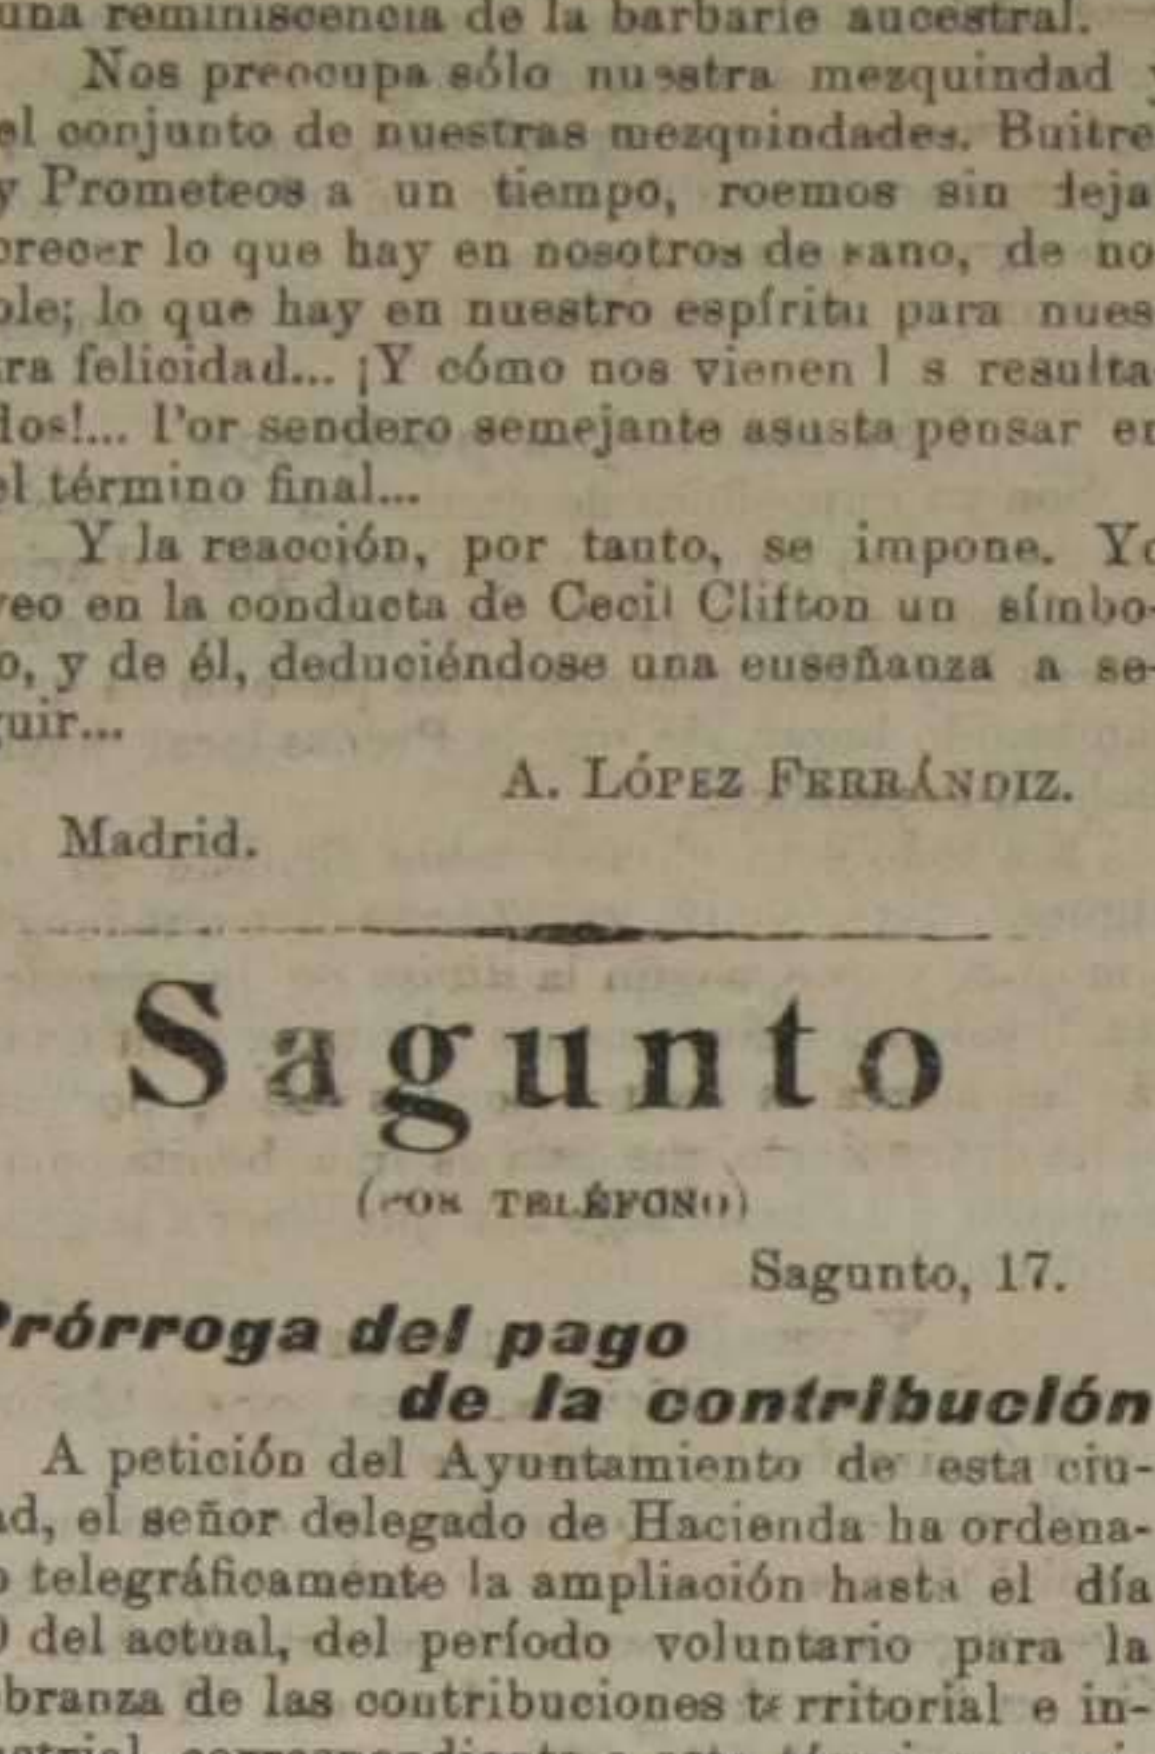 una reminiscencia de la barbarie aucestral.
Nos preocupa sólo nuestra mezquindad y
el conjunto de nuestras mezquindades. Buitre
y Prometeos a un tiempo, roemos sin deja
crecer lo que hay en nosotros de sano, de no
ble; lo que hay en nuestro espíritu para nues
tra felicidad... ¡Y cómo nos vienen l s resulta
dos!... Por sendero semejante asusta pensar en
el término final...
Y la reacción, por tanto, se impone. Yo
veo en la conducta de Cecil Clifton un símbo-
o, y de él, deduciéndose una euseñanza a se-
guir...
A. LÓPEZ FERRÁNDIZ.
Madrid.
Sagunto
(POR TELÉFONO)
Sagunto, 17.
Prórroga del pago
de la contribución
A petición del Ayuntamiento de esta ciu-
ad, el señor delegado de Hacienda ha ordena-
o telegráficamente la ampliación hasta el día
del actual, del período voluntario para la
obranza de las contribuciones territorial e in-